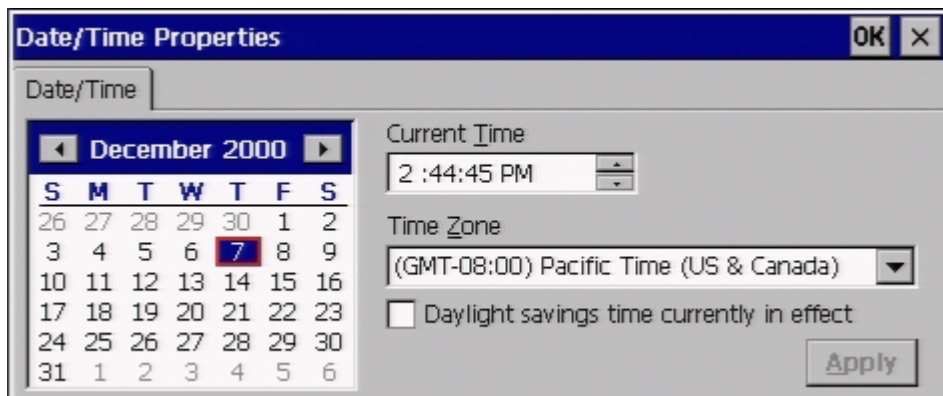 Date/Time Properties OK ×
Date/Time
December 2000
S M T W T F S
26 27 28 29 30 1 2
3 4 5 6 7 8 9
10 11 12 13 14 15 16
17 18 19 20 21 22 23
24 25 26 27 28 29 30
31 1 2 3 4 5 6
Current Time
2 :44:45 PM
Time Zone
(GMT-08:00) Pacific Time (US & Canada)
Daylight savings time currently in effect
Apply